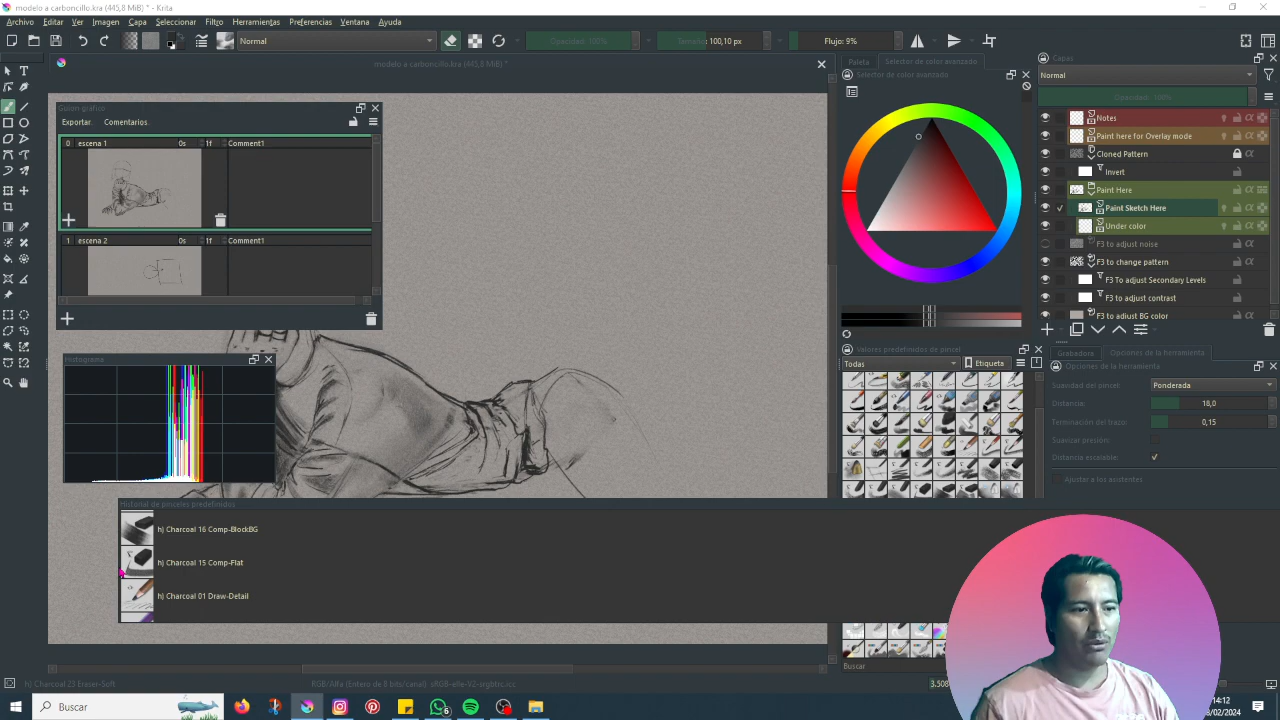 modelo a carboncillo.kra (445,8 MiB) * - Krita
Archivo Editar Ver Imagen Capa Seleccionar Filtro Herramientas Preferencias Ventana Ayuda
Normal Opacidad: 100% Tamaño: 100,10 px Flujo: 9%
modelo a carboncillo.kra (445,8 MiB) *
Paleta Selector de color avanzado
Selector de color avanzado
Capas
Normal
Opacidad: 100%
Guion gráfico
Exportar. Comentarios.
0 escena 1 0s 1f Comment1
1 escena 2 0s 1f Comment1
Notes
Paint here for Overlay mode
Cloned Pattern
Invert
Paint Here
Paint Sketch Here
Under color
F3 to adjust noise
F3 to change pattern
F3 To adjust Secondary Levels
F3 to adjust contrast
F3 to adjust BG color
Histograma
Valores predefinidos de pincel
Todas Etiqueta
Grabadora Opciones de la herramienta
Opciones de la herramienta
Suavidad del pincel: Ponderada
Distancia: 18,0
Terminación del trazo: 0,15
Suavizar presión:
Distancia escalable:
Ajustar a los asistentes
Historial de pinceles predefinidos
h) Charcoal 16 Comp-BlockBG
h) Charcoal 15 Comp-Flat
h) Charcoal 01 Draw-Detail
Buscar
h) Charcoal 23 Eraser-Soft
RGB/Alfa (Entero de 8 bits/canal) sRGB-elle-V2-srgbtrc.icc
Buscar
14:12
/02/2024